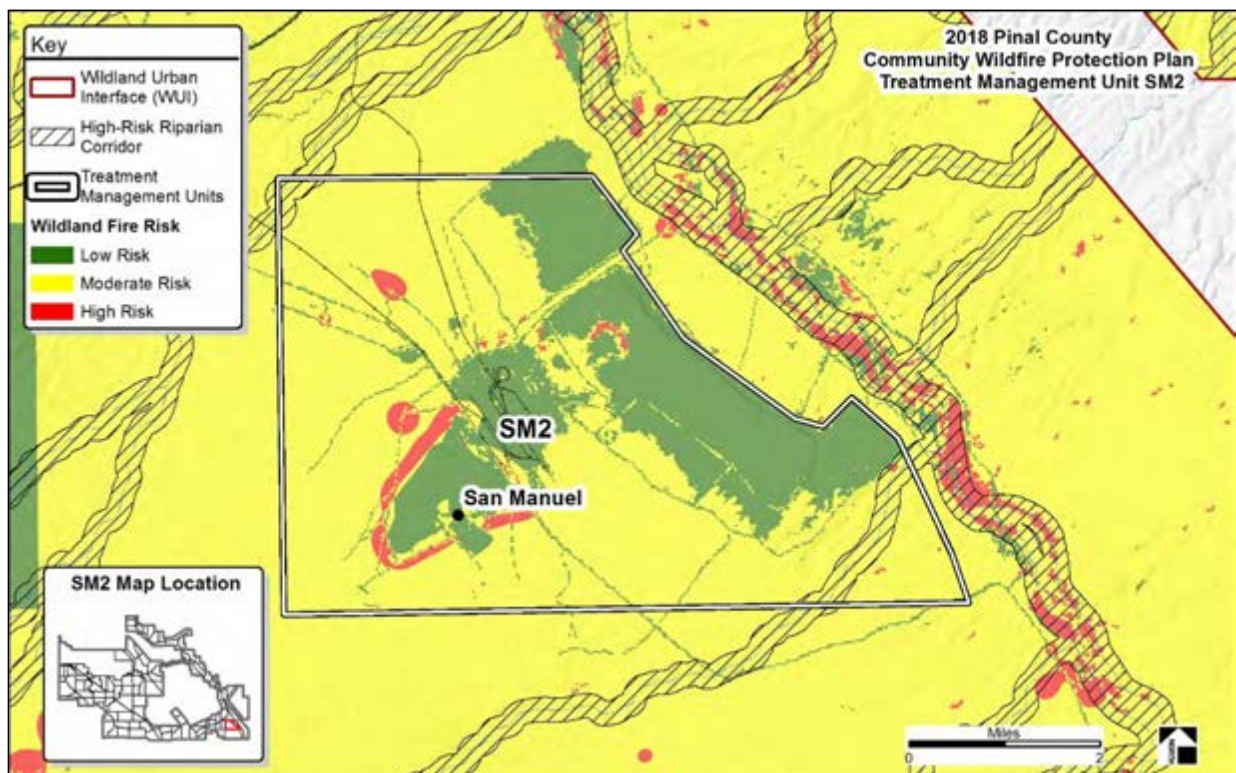 Key
Wildland Urban
Interface (WUI)
High-Risk Riparian
Corridor
Treatment
Management Units
Wildland Fire Risk
Low Risk
Moderate Risk
High Risk
2018 Pinal County
Community Wildfire Protection Plan
Treatment Management Unit SM2
SM2
San Manuel
SM2 Map Location
Miles
0 2